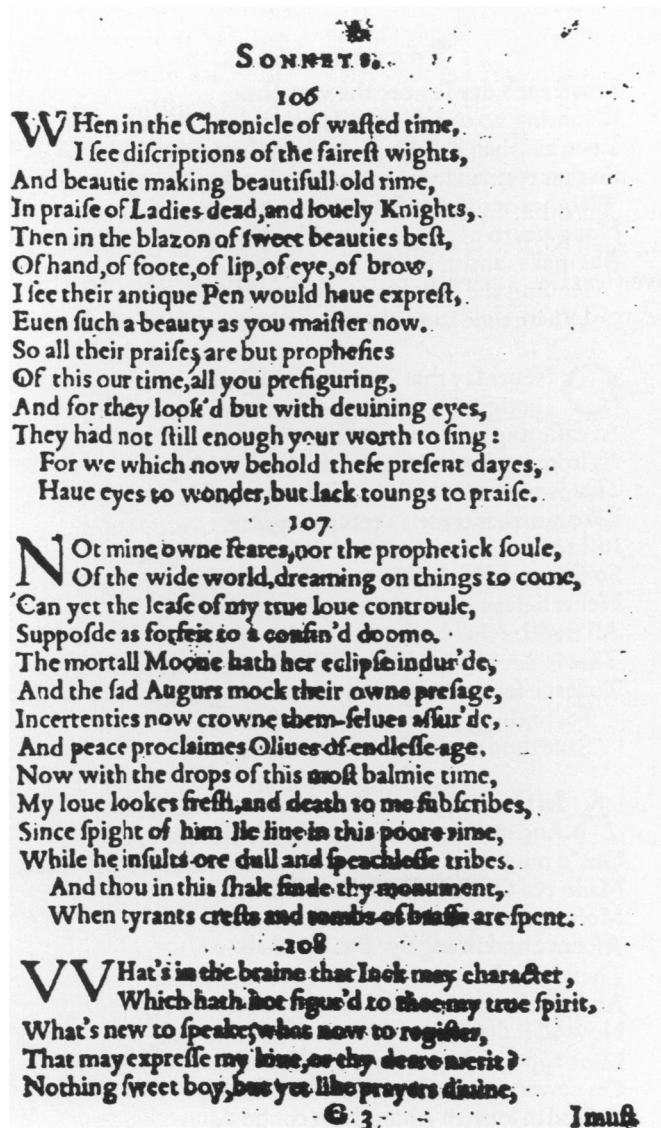 SONNETS.
106
WHen in the Chronicle of waſted time,
I ſee diſcriptions of the faireſt wights,
And beautie making beautifull old rime,
In praiſe of Ladies dead,and louely Knights,
Then in the blazon of ſweet beauties beſt,
Of hand,of foote,of lip,of eye,of brow,
I ſee their antique Pen would haue expreſt,
Euen ſuch a beauty as you maiſter now.
So all their praiſes are but propheſies
Of this our time,all you prefiguring,
And for they look'd but with deuining eyes,
They had not ſtill enough your worth to ſing :
For we which now behold theſe preſent dayes,
Haue eyes to wonder,but lack toungs to praiſe.
107
NOt mine owne feares,nor the prophetick ſoule,
Of the wide world,dreaming on things to come,
Can yet the leaſe of my true loue controule,
Suppoſde as forfeit to a confin'd doome.
The mortall Moone hath her eclipſe indur'de,
And the ſad Augurs mock their owne preſage,
Incertenties now crowne them-ſelues aſſur'de,
And peace proclaimes Oliues of endleſſe age.
Now with the drops of this moſt balmie time,
My loue lookes freſh,and death to me ſubſcribes,
Since ſpight of him Ile liue in this poore rime,
While he inſults ore dull and ſpeachleſſe tribes.
And thou in this ſhalt finde thy monument,
When tyrants creſts and tombs of braſſe are ſpent.
108
VVHat's in the braine that Inck may character,
Which hath not figur'd to thee my true ſpirit,
What's new to ſpeake,what now to regiſter,
That may expreſſe my loue,or thy deare merit?
Nothing ſweet boy,but yet like prayers diuine,
G 3. I muſt